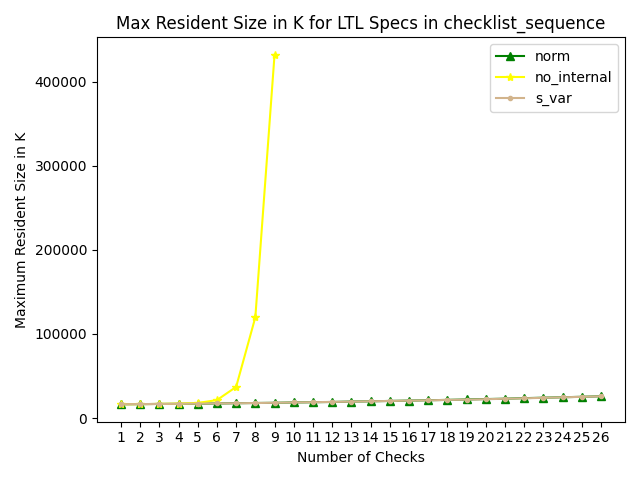 Max Resident Size in K for LTL Specs in checklist_sequence
norm
no_internal
s_var
Maximum Resident Size in K
400000
300000
200000
100000
0
1 2 3 4 5 6 7 8 9 10 11 12 13 14 15 16 17 18 19 20 21 22 23 24 25 26
Number of Checks